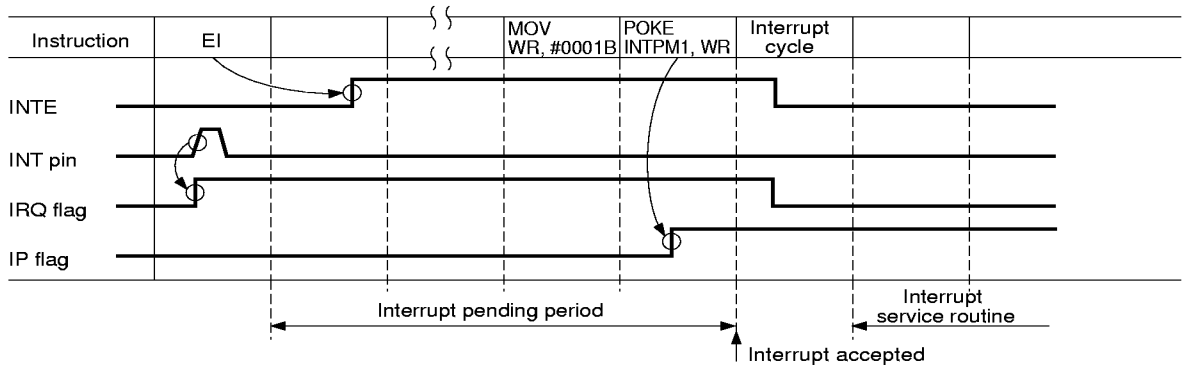 Instruction
EI
MOV
WR, #0001B
POKE
INTPM1, WR
Interrupt
cycle
INTE
INT pin
IRQ flag
IP flag
Interrupt pending period
Interrupt
service routine
Interrupt accepted